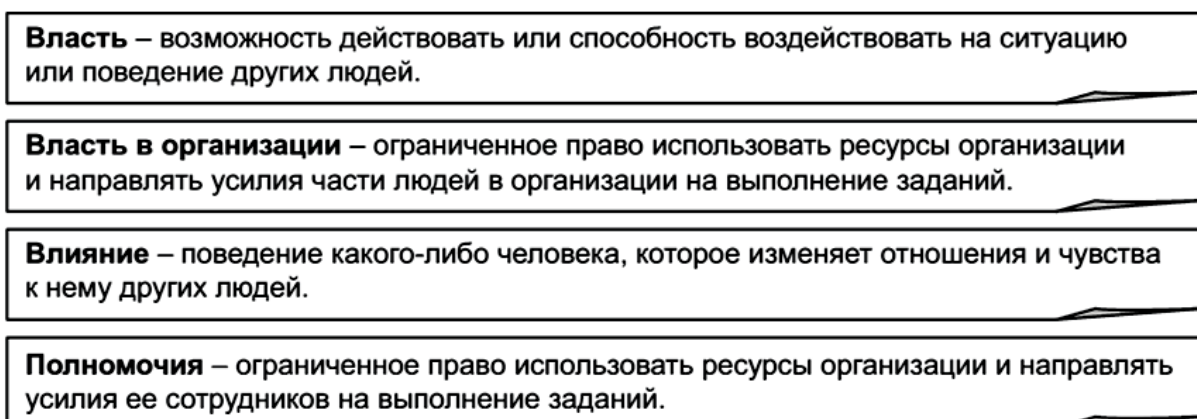 Власть – возможность действовать или способность воздействовать на ситуацию
или поведение других людей.
Власть в организации – ограниченное право использовать ресурсы организации
и направлять усилия части людей в организации на выполнение заданий.
Влияние – поведение какого-либо человека, которое изменяет отношения и чувства
к нему других людей.
Полномочия – ограниченное право использовать ресурсы организации и направлять
усилия ее сотрудников на выполнение заданий.